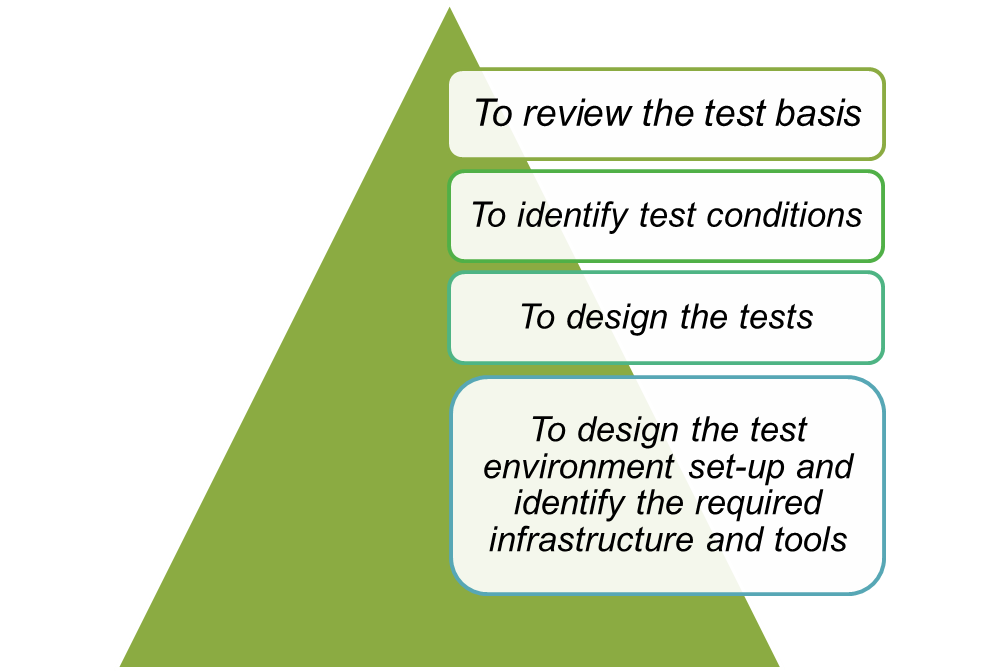 To review the test basis
To identify test conditions
To design the tests
To design the test
environment set-up and
identify the required
infrastructure and tools